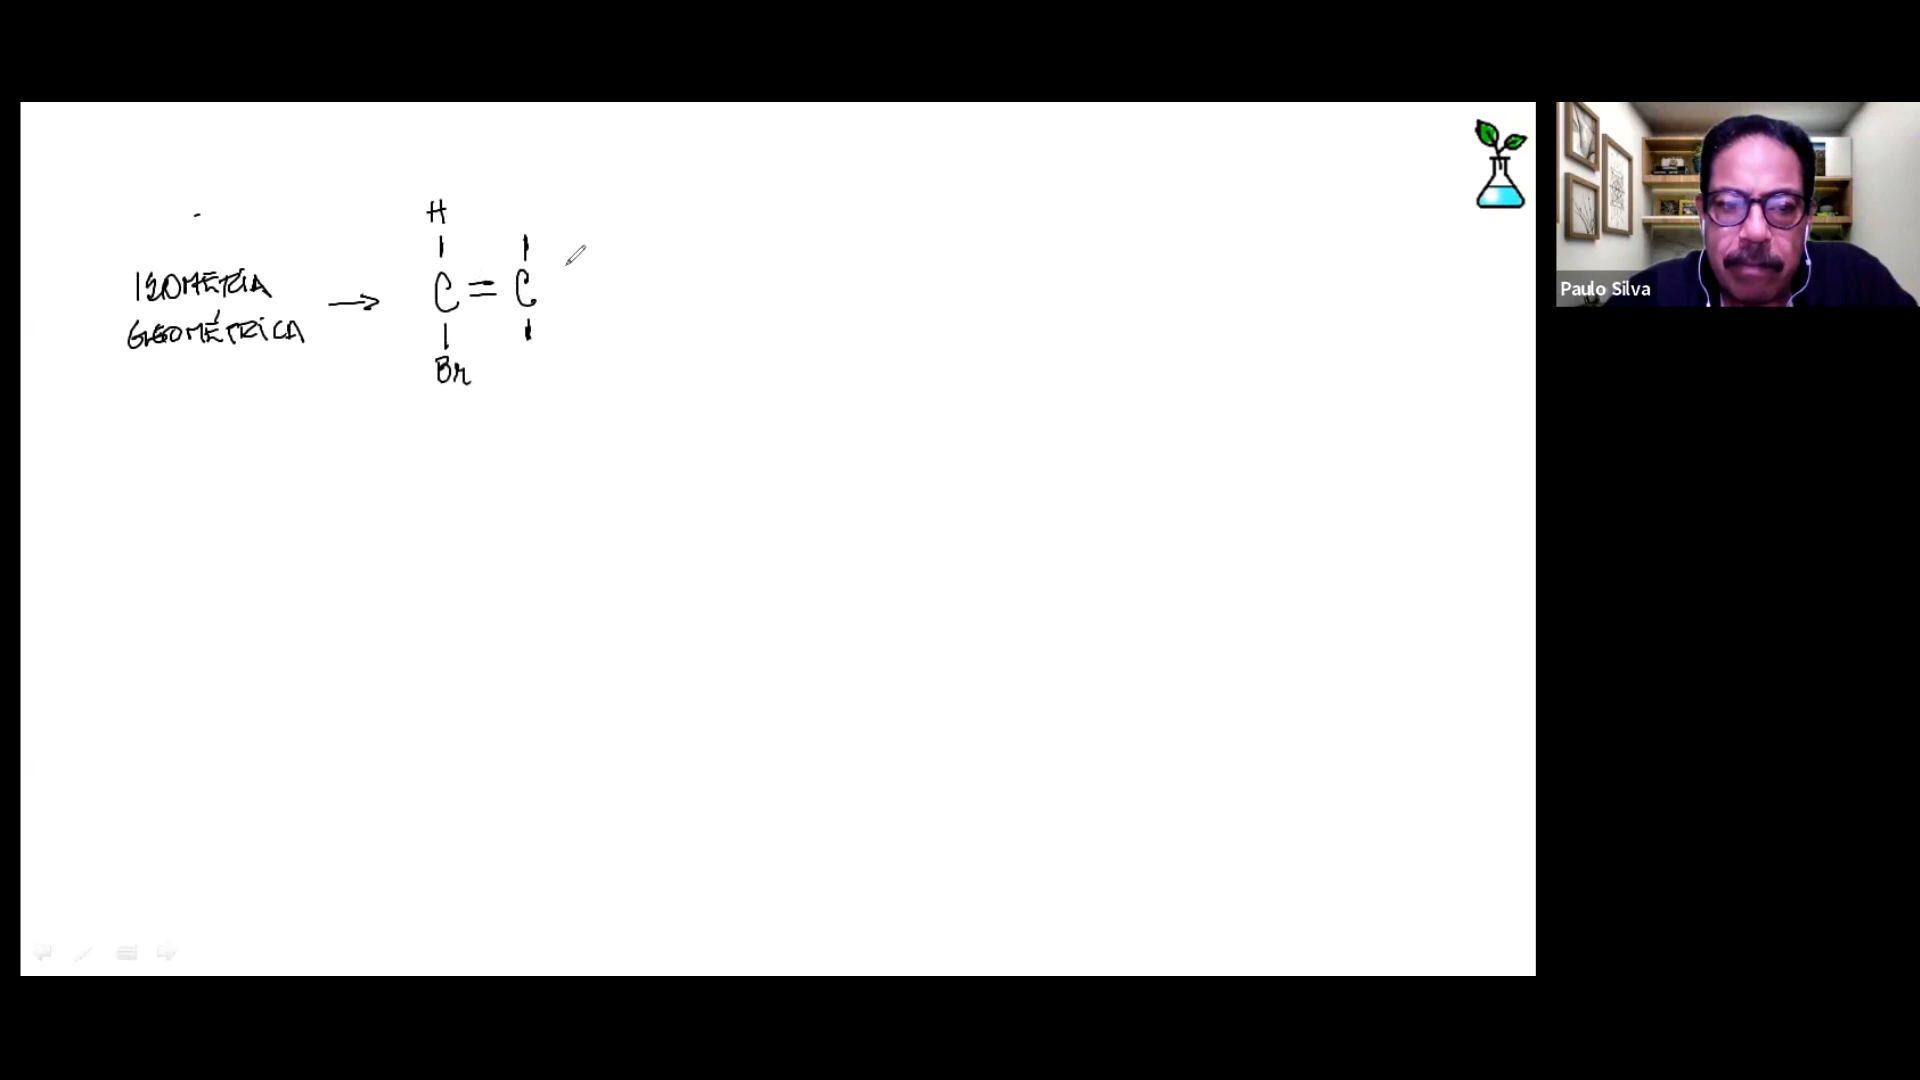 H
ISOMERIA
GEOMÉTRICA
C = C
Br
Paulo Silva